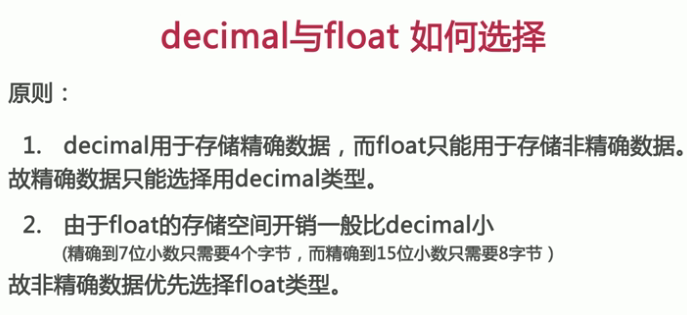 decimal与float 如何选择
原则：
1. decimal用于存储精确数据，而float只能用于存储非精确数据。
故精确数据只能选择用decimal类型。
2. 由于float的存储空间开销一般比decimal小
(精确到7位小数只需要4个字节，而精确到15位小数只需要8字节）
故非精确数据优先选择float类型。